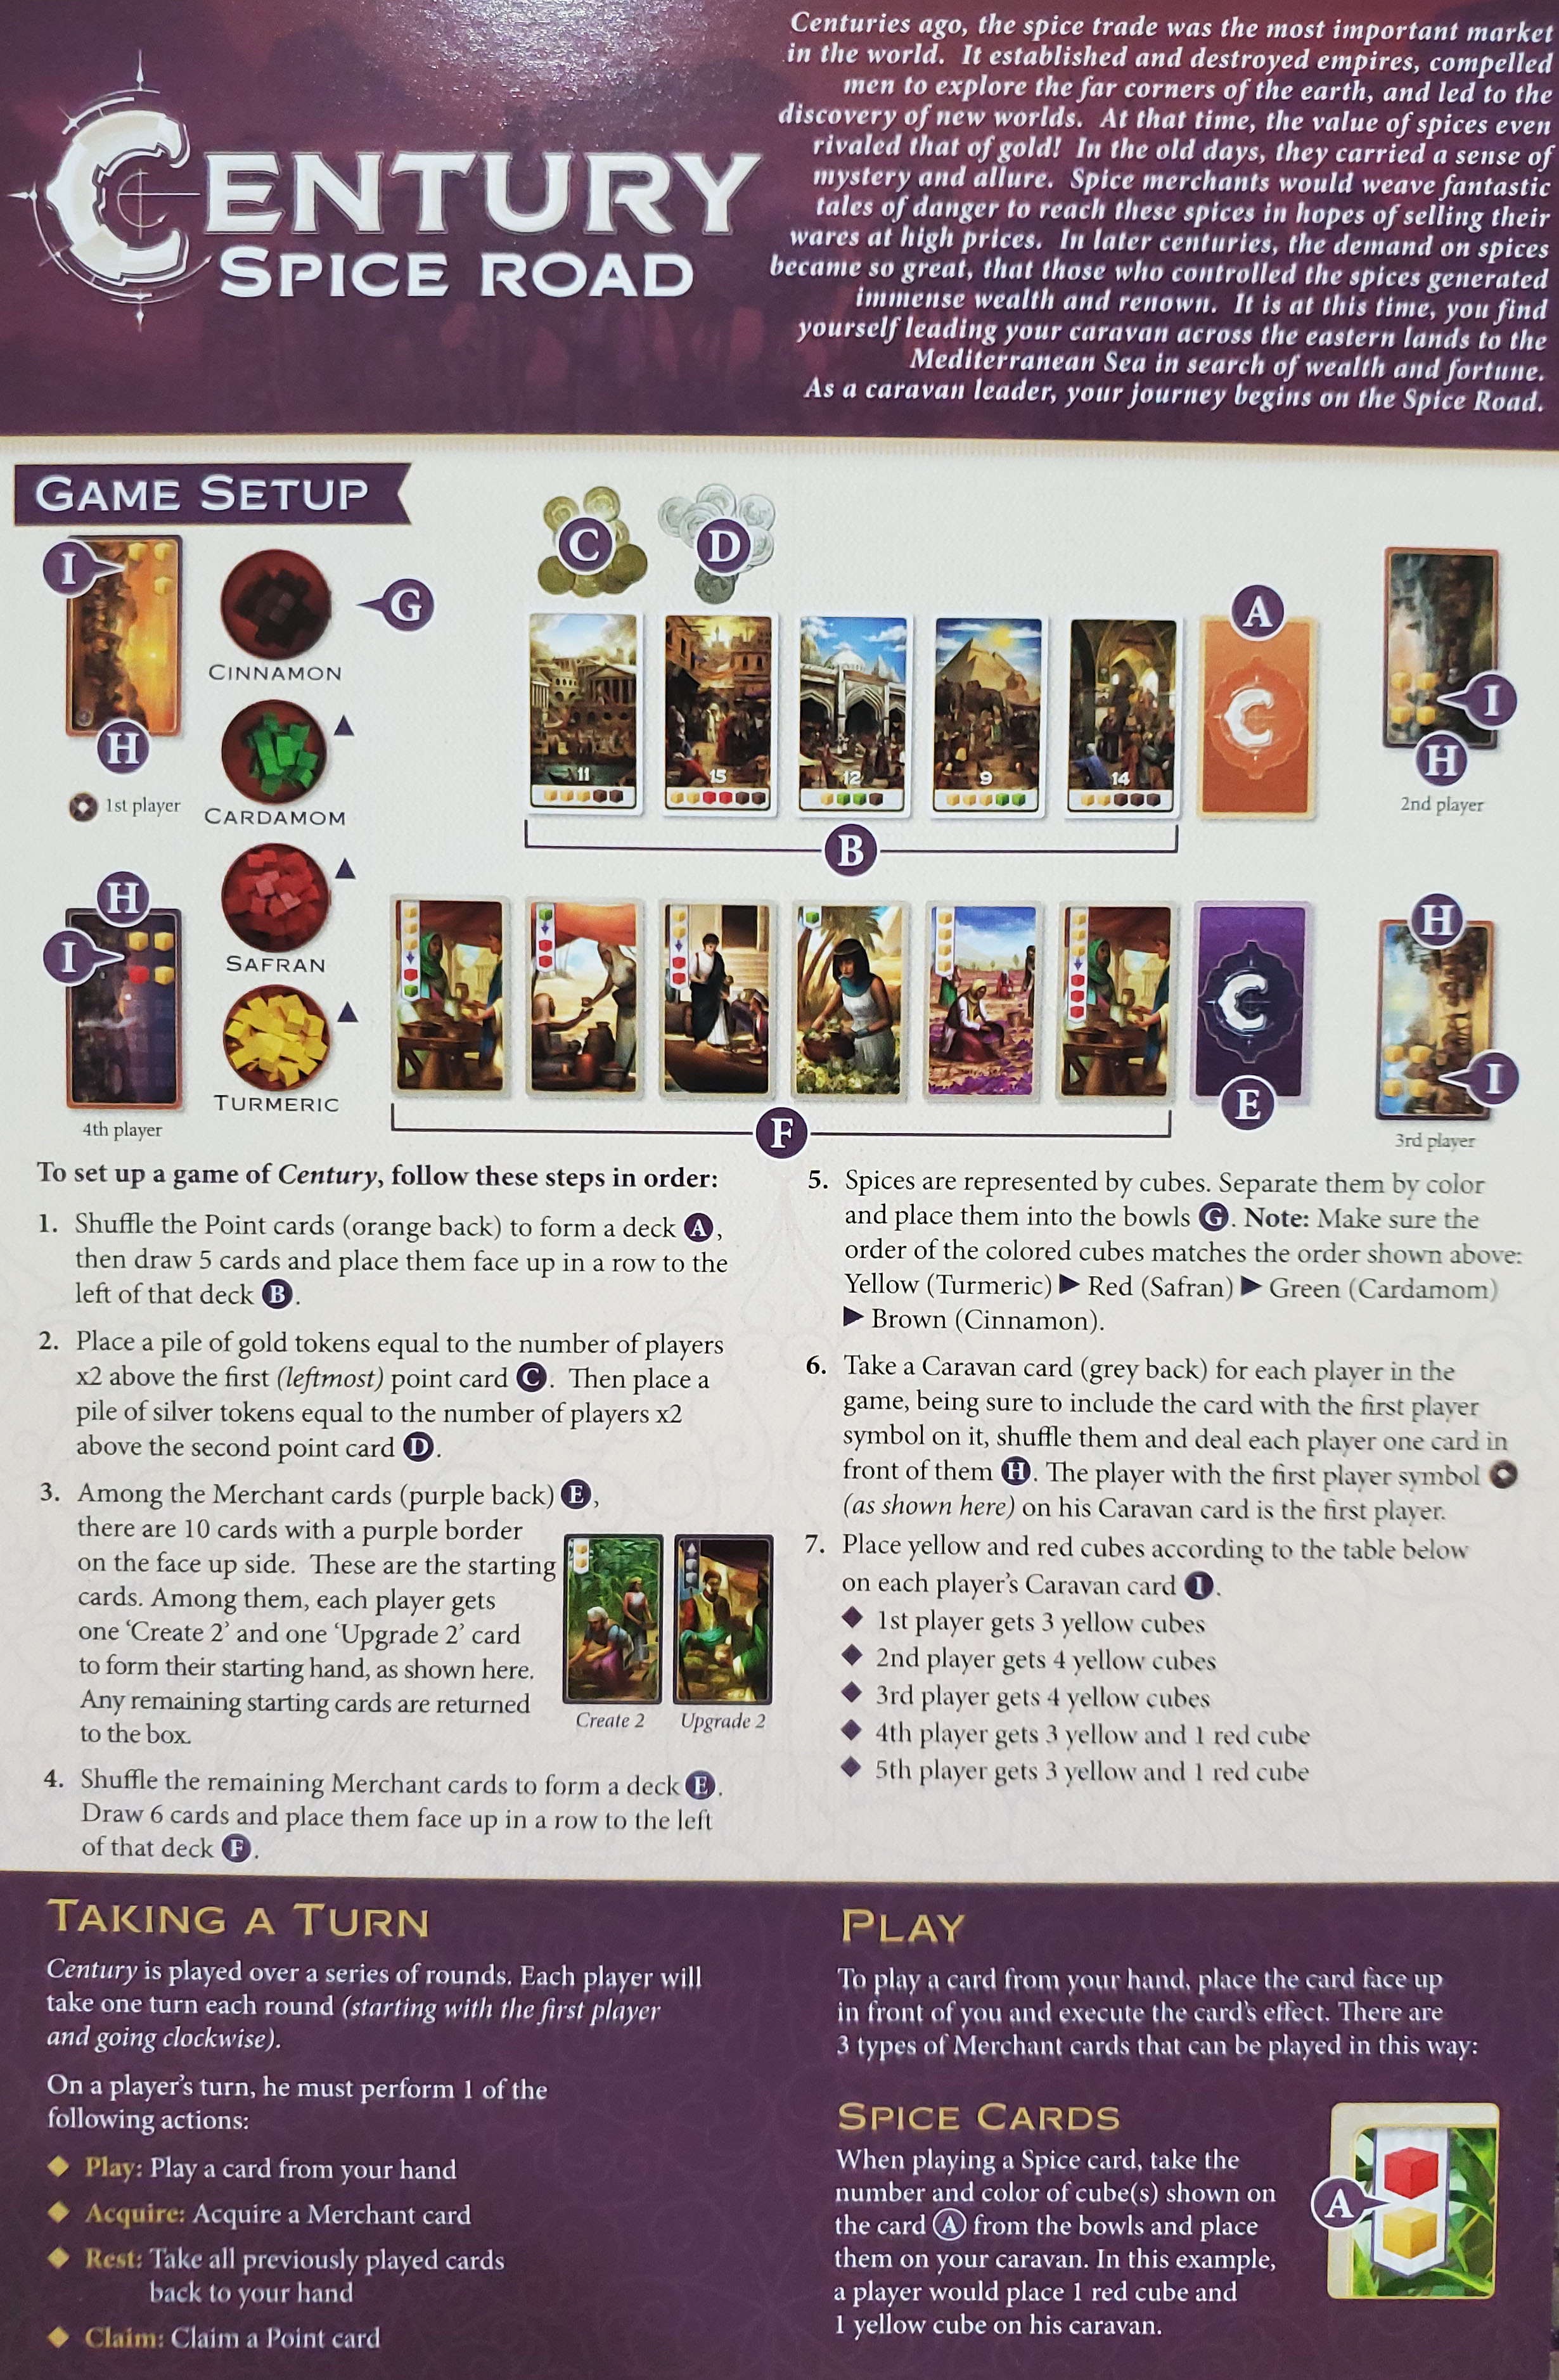 CENTURY
SPICE ROAD
Centuries ago, the spice trade was the most important market
in the world. It established and destroyed empires, compelled
men to explore the far corners of the earth, and led to the
discovery of new worlds. At that time, the value of spices even
rivaled that of gold! In the old days, they carried a sense of
mystery and allure. Spice merchants would weave fantastic
tales of danger to reach these spices in hopes of selling their
wares at high prices. In later centuries, the demand on spices
became so great, that those who controlled the spices generated
immense wealth and renown. It is at this time, you find
yourself leading your caravan across the eastern lands to the
Mediterranean Sea in search of wealth and fortune.
As a caravan leader, your journey begins on the Spice Road.
GAME SETUP
I
H
1st player
G
CINNAMON
CARDAMOM
SAFRAN
TURMERIC
C
D
11
15
12
9
14
A
C
B
I
H
2nd player
H
I
4th player
C
E
F
H
I
3rd player
To set up a game of Century, follow these steps in order:
1. Shuffle the Point cards (orange back) to form a deck A,
then draw 5 cards and place them face up in a row to the
left of that deck B.
2. Place a pile of gold tokens equal to the number of players
x2 above the first (leftmost) point card C. Then place a
pile of silver tokens equal to the number of players x2
above the second point card D.
3. Among the Merchant cards (purple back) E,
there are 10 cards with a purple border
on the face up side. These are the starting
cards. Among them, each player gets
one ‘Create 2’ and one ‘Upgrade 2’ card
to form their starting hand, as shown here.
Any remaining starting cards are returned
to the box.
Create 2
Upgrade 2
4. Shuffle the remaining Merchant cards to form a deck E.
Draw 6 cards and place them face up in a row to the left
of that deck F.
5. Spices are represented by cubes. Separate them by color
and place them into the bowls G. Note: Make sure the
order of the colored cubes matches the order shown above:
Yellow (Turmeric) ▶ Red (Safran) ▶ Green (Cardamom)
▶ Brown (Cinnamon).
6. Take a Caravan card (grey back) for each player in the
game, being sure to include the card with the first player
symbol on it, shuffle them and deal each player one card in
front of them H. The player with the first player symbol
(as shown here) on his Caravan card is the first player.
7. Place yellow and red cubes according to the table below
on each player's Caravan card I.
◆ 1st player gets 3 yellow cubes
◆ 2nd player gets 4 yellow cubes
◆ 3rd player gets 4 yellow cubes
◆ 4th player gets 3 yellow and 1 red cube
◆ 5th player gets 3 yellow and 1 red cube
TAKING A TURN
Century is played over a series of rounds. Each player will
take one turn each round (starting with the first player
and going clockwise).
On a player's turn, he must perform 1 of the
following actions:
◆ Play: Play a card from your hand
◆ Acquire: Acquire a Merchant card
◆ Rest: Take all previously played cards
back to your hand
◆ Claim: Claim a Point card
PLAY
To play a card from your hand, place the card face up
in front of you and execute the card's effect. There are
3 types of Merchant cards that can be played in this way:
SPICE CARDS
When playing a Spice card, take the
number and color of cube(s) shown on
the card A from the bowls and place
them on your caravan. In this example,
a player would place 1 red cube and
1 yellow cube on his caravan.
A